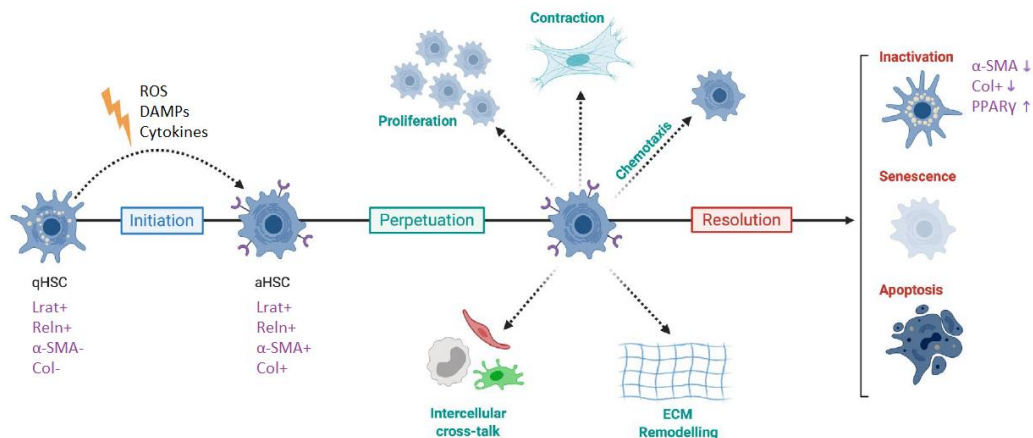 ROS
DAMPs
Cytokines
Initiation
qHSC
Lrat+
Reln+
α-SMA-
Col-
aHSC
Lrat+
Reln+
α-SMA+
Col+
Perpetuation
Proliferation
Contraction
Chemotaxis
Intercellular
cross-talk
ECM
Remodelling
Resolution
Inactivation
α-SMA ↓
Col+ ↓
PPARγ ↑
Senescence
Apoptosis